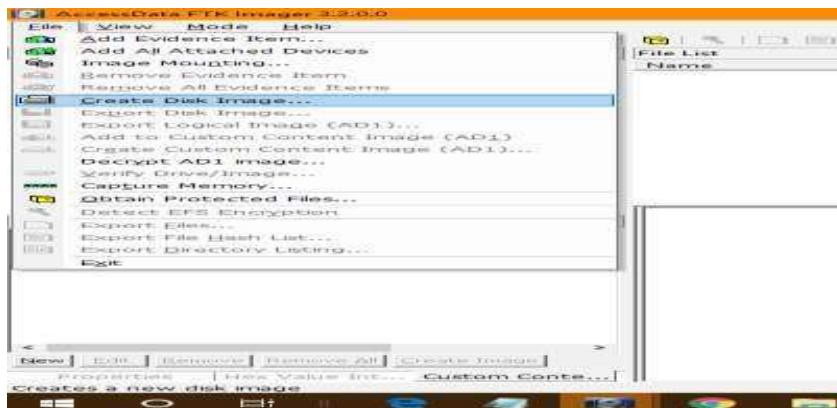 AccessData FTK Imager 3.2.0.0
File View Mode Help
Add Evidence Item...
Add All Attached Devices
Image Mounting...
Remove Evidence Item
Remove All Evidence Items
Create Disk Image...
Export Disk Image...
Export Logical Image (AD1)...
Add to Custom Content Image (AD1)
Create Custom Content Image (AD1)...
Decrypt AD1 image...
Verify Drive/Image...
Capture Memory...
Obtain Protected Files...
Detect EFS Encryption
Export Files...
Export File Hash List...
Export Directory Listing...
Exit
File List
Name
New Edit Remove Remove All Create Image
Properties Hex Value Int... Custom Conte...
Creates a new disk image